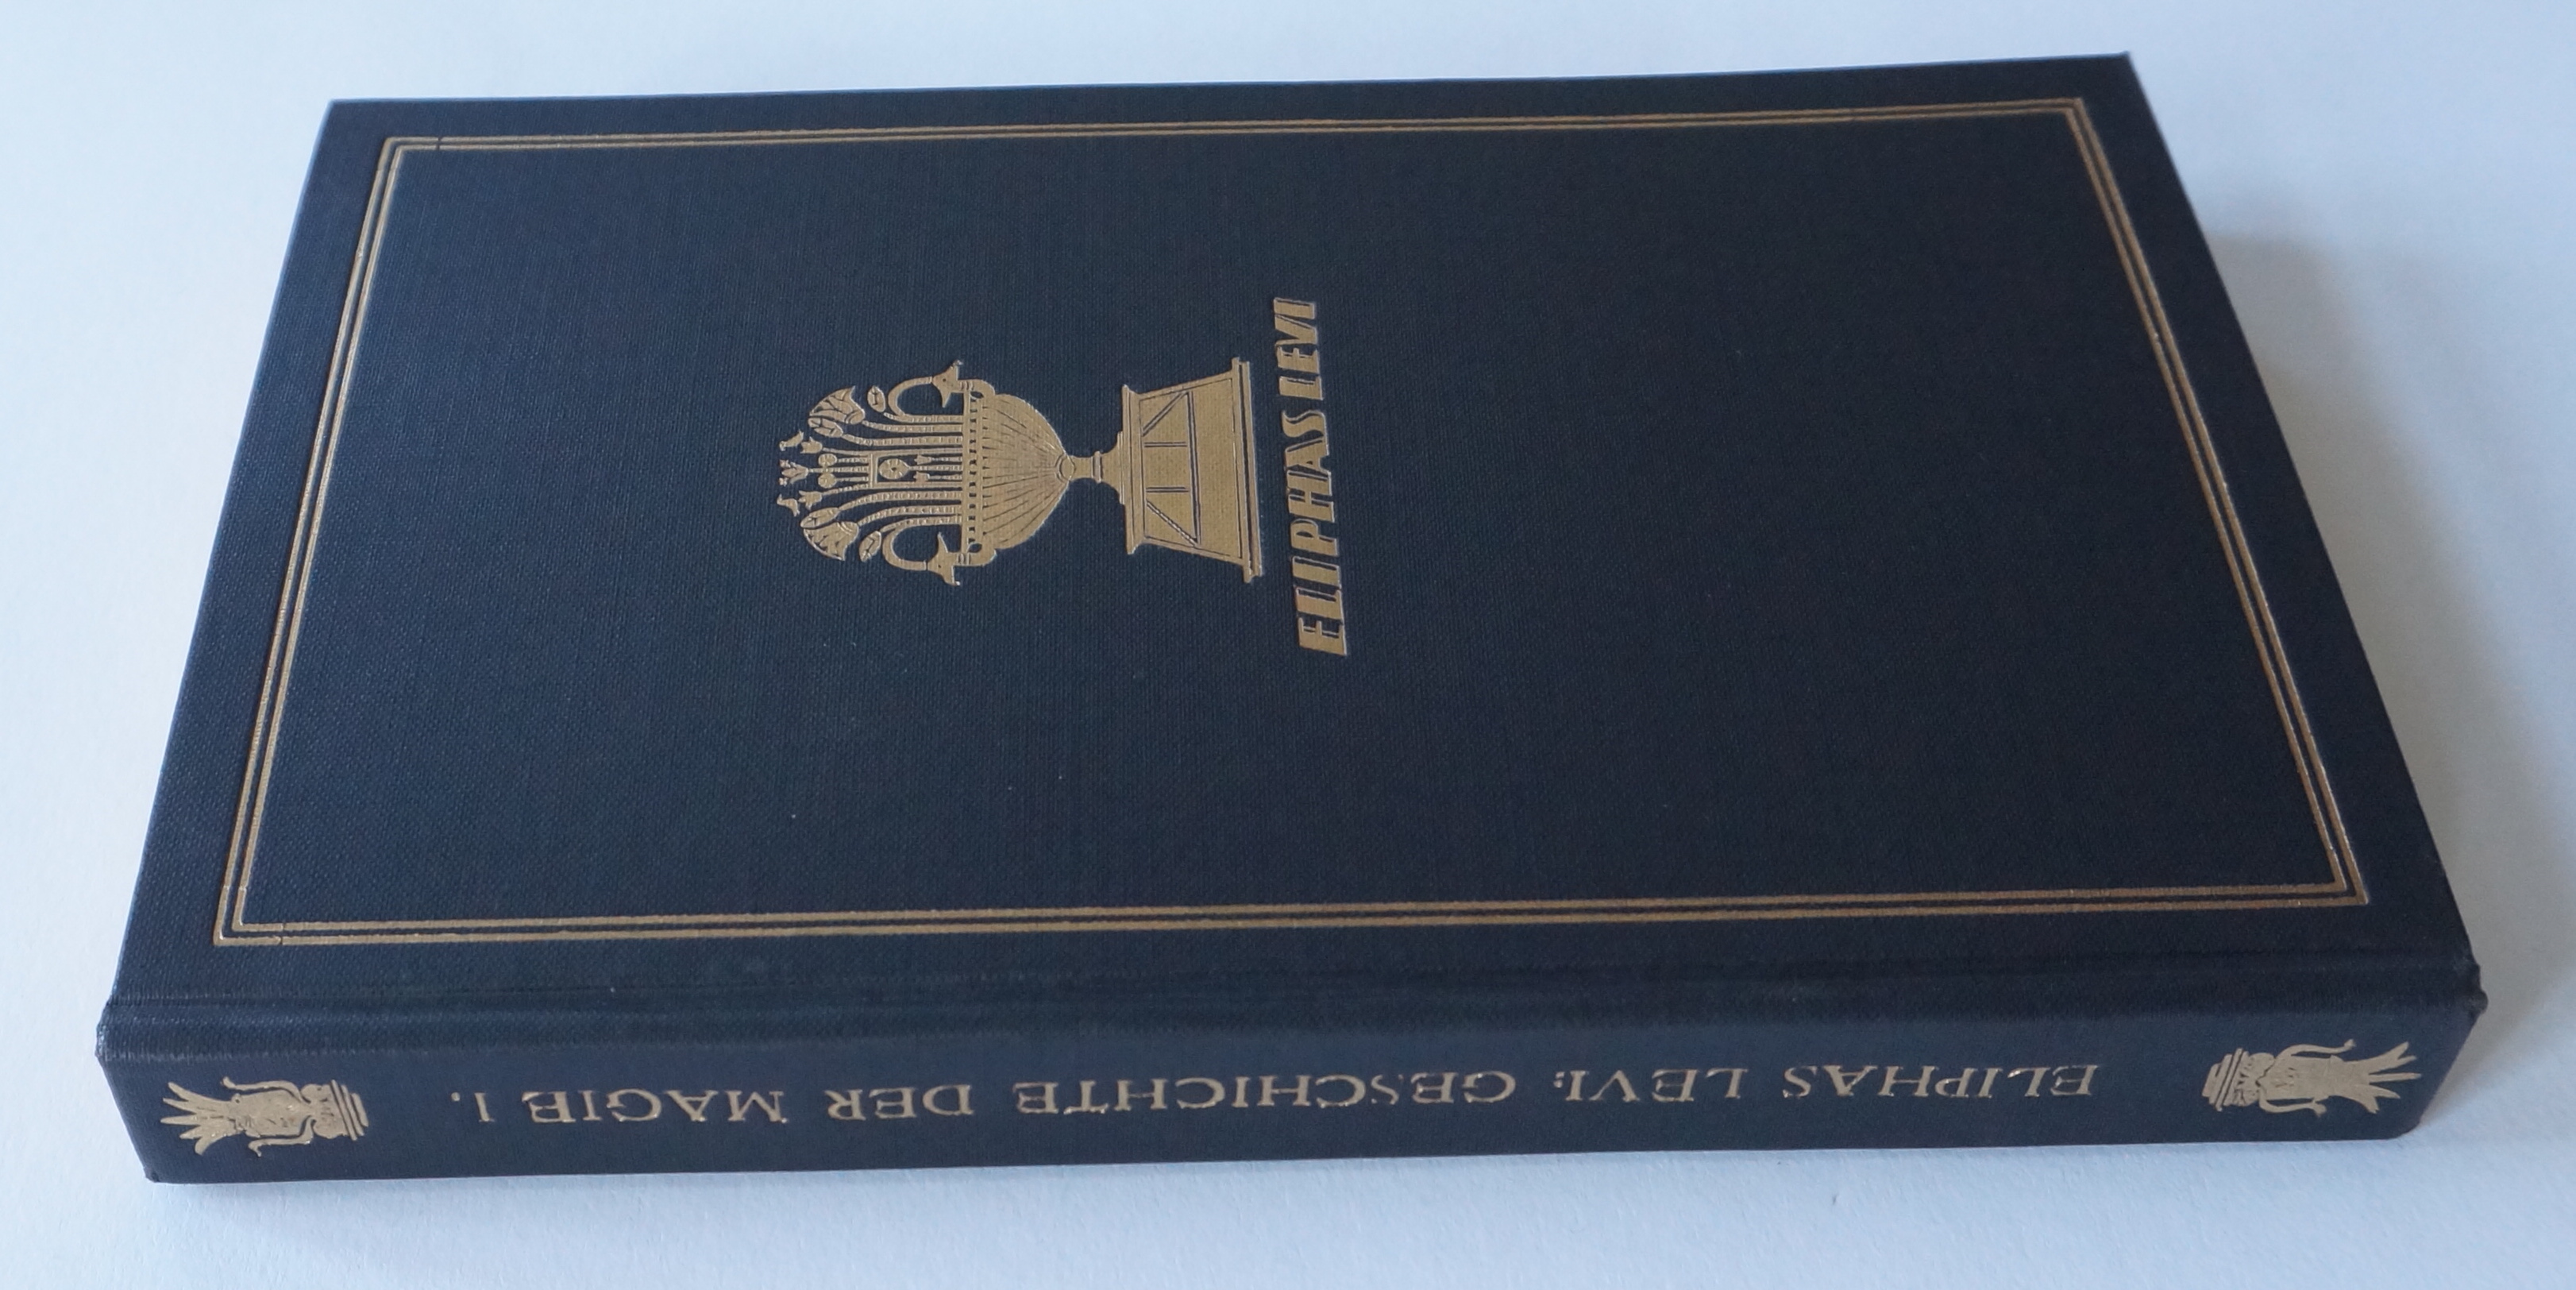 ELIPHAS LEVI
ELIPHAS LEVI: GESCHICHTE DER MAGIE I.